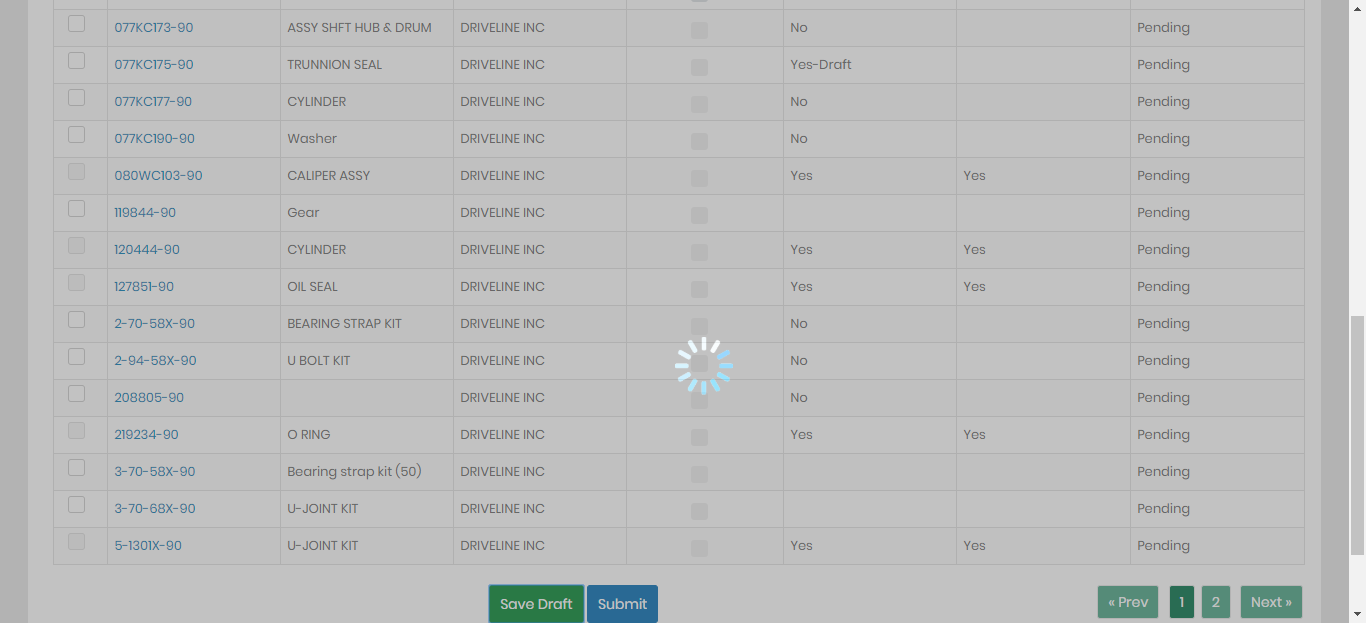 077KC173-90 ASSY SHFT HUB & DRUM DRIVELINE INC No Pending
077KC175-90 TRUNNION SEAL DRIVELINE INC Yes-Draft Pending
077KC177-90 CYLINDER DRIVELINE INC No Pending
077KC190-90 Washer DRIVELINE INC No Pending
080WC103-90 CALIPER ASSY DRIVELINE INC Yes Yes Pending
119844-90 Gear DRIVELINE INC Pending
120444-90 CYLINDER DRIVELINE INC Yes Yes Pending
127851-90 OIL SEAL DRIVELINE INC Yes Yes Pending
2-70-58X-90 BEARING STRAP KIT DRIVELINE INC No Pending
2-94-58X-90 U BOLT KIT DRIVELINE INC No Pending
208805-90 DRIVELINE INC No Pending
219234-90 O RING DRIVELINE INC Yes Yes Pending
3-70-58X-90 Bearing strap kit (50) DRIVELINE INC Pending
3-70-68X-90 U-JOINT KIT DRIVELINE INC Pending
5-1301X-90 U-JOINT KIT DRIVELINE INC Yes Yes Pending
Save Draft Submit « Prev 1 2 Next »